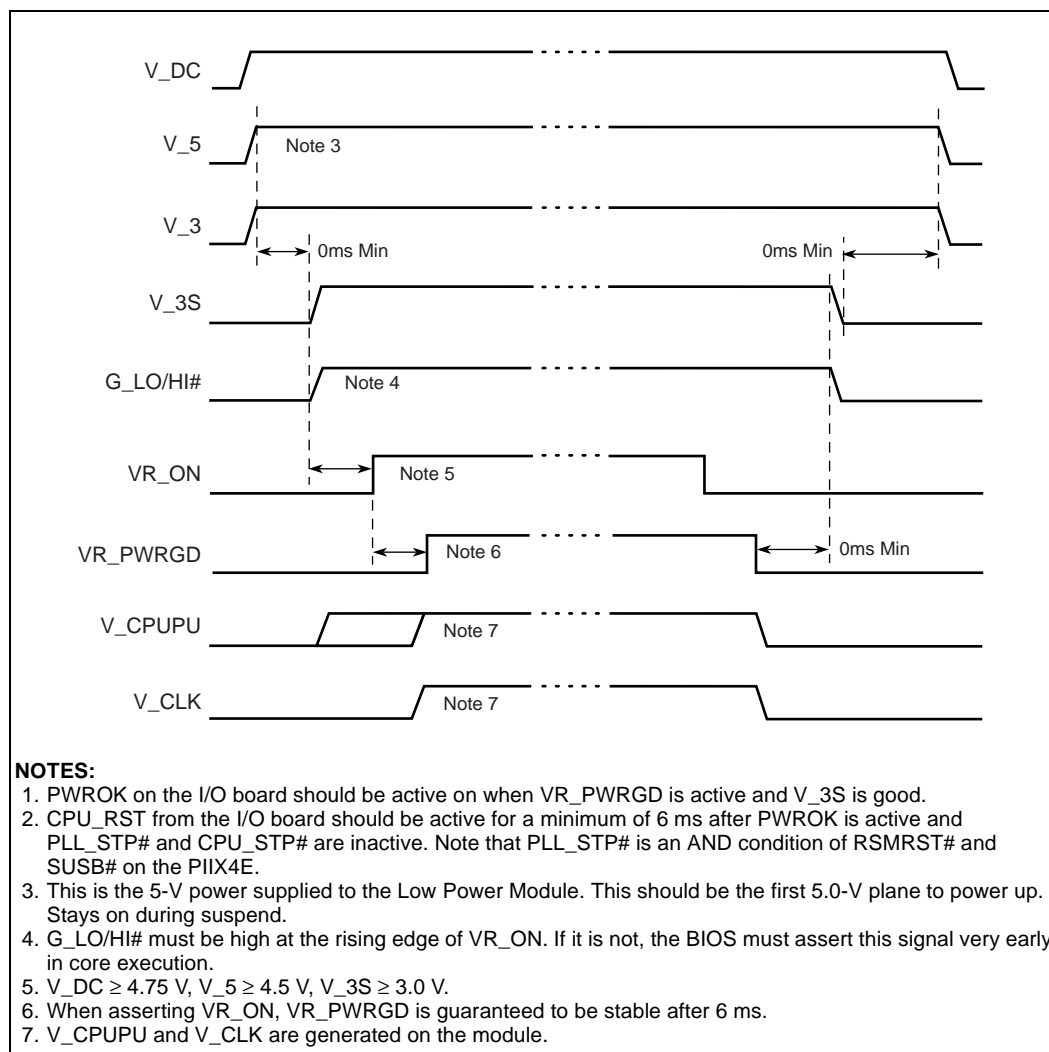 V_DC
V_5
Note 3
V_3
0ms Min
0ms Min
V_3S
G_LO/HI#
Note 4
VR_ON
Note 5
VR_PWRGD
Note 6
0ms Min
V_CPUPU
Note 7
V_CLK
Note 7
NOTES:
1. PWROK on the I/O board should be active on when VR_PWRGD is active and V_3S is good.
2. CPU_RST from the I/O board should be active for a minimum of 6 ms after PWROK is active and
PLL_STP# and CPU_STP# are inactive. Note that PLL_STP# is an AND condition of RSMRST# and
SUSB# on the PIIX4E.
3. This is the 5-V power supplied to the Low Power Module. This should be the first 5.0-V plane to power up.
Stays on during suspend.
4. G_LO/HI# must be high at the rising edge of VR_ON. If it is not, the BIOS must assert this signal very early
in core execution.
5. V_DC ≥ 4.75 V, V_5 ≥ 4.5 V, V_3S ≥ 3.0 V.
6. When asserting VR_ON, VR_PWRGD is guaranteed to be stable after 6 ms.
7. V_CPUPU and V_CLK are generated on the module.